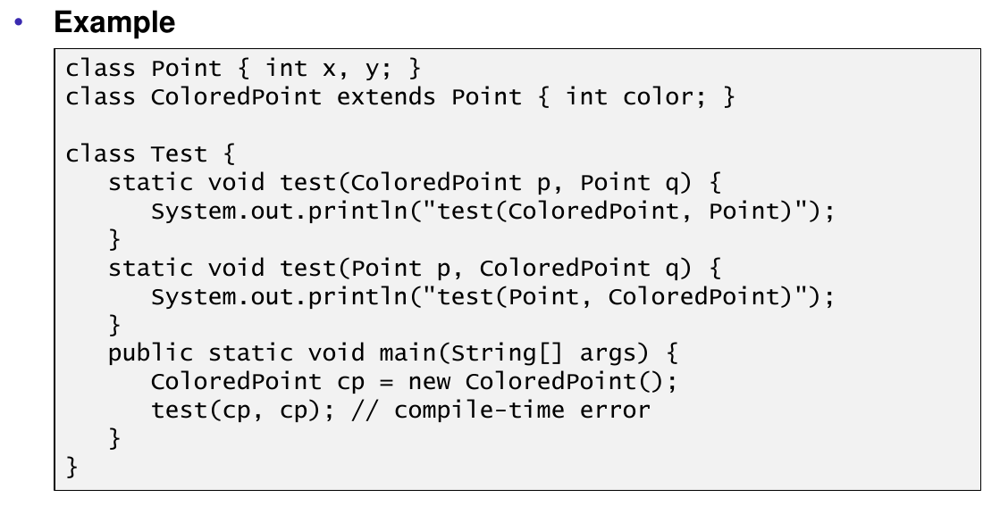 • Example
class Point { int x, y; }
class ColoredPoint extends Point { int color; }

class Test {
   static void test(ColoredPoint p, Point q) {
      System.out.println("test(ColoredPoint, Point)");
   }
   static void test(Point p, ColoredPoint q) {
      System.out.println("test(Point, ColoredPoint)");
   }
   public static void main(String[] args) {
      ColoredPoint cp = new ColoredPoint();
      test(cp, cp); // compile-time error
   }
}